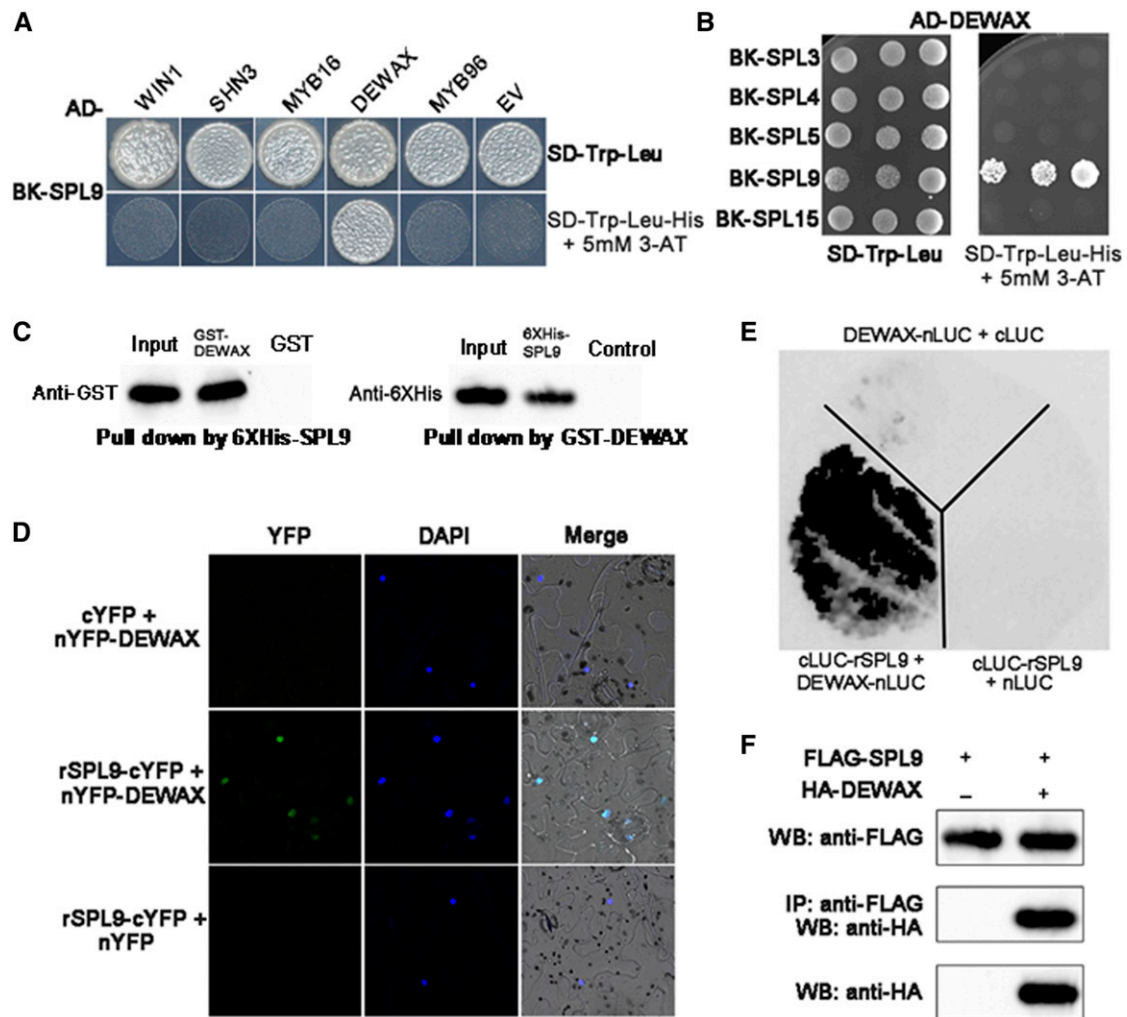 A
AD-
WIN1
SHN3
MYB16
DEWAX
MYB96
EV
BK-SPL9
SD-Trp-Leu
SD-Trp-Leu-His
+ 5mM 3-AT
B
AD-DEWAX
BK-SPL3
BK-SPL4
BK-SPL5
BK-SPL9
BK-SPL15
SD-Trp-Leu
SD-Trp-Leu-His
+ 5mM 3-AT
C
Input
GST-
DEWAX
GST
Anti-GST
Pull down by 6XHis-SPL9
Input
6XHis-
SPL9
Control
Anti-6XHis
Pull down by GST-DEWAX
D
YFP
DAPI
Merge
cYFP +
nYFP-DEWAX
rSPL9-cYFP +
nYFP-DEWAX
rSPL9-cYFP +
nYFP
E
DEWAX-nLUC + cLUC
cLUC-rSPL9 +
DEWAX-nLUC
cLUC-rSPL9
+ nLUC
F
FLAG-SPL9 + +
HA-DEWAX – +
WB: anti-FLAG
IP: anti-FLAG
WB: anti-HA
WB: anti-HA